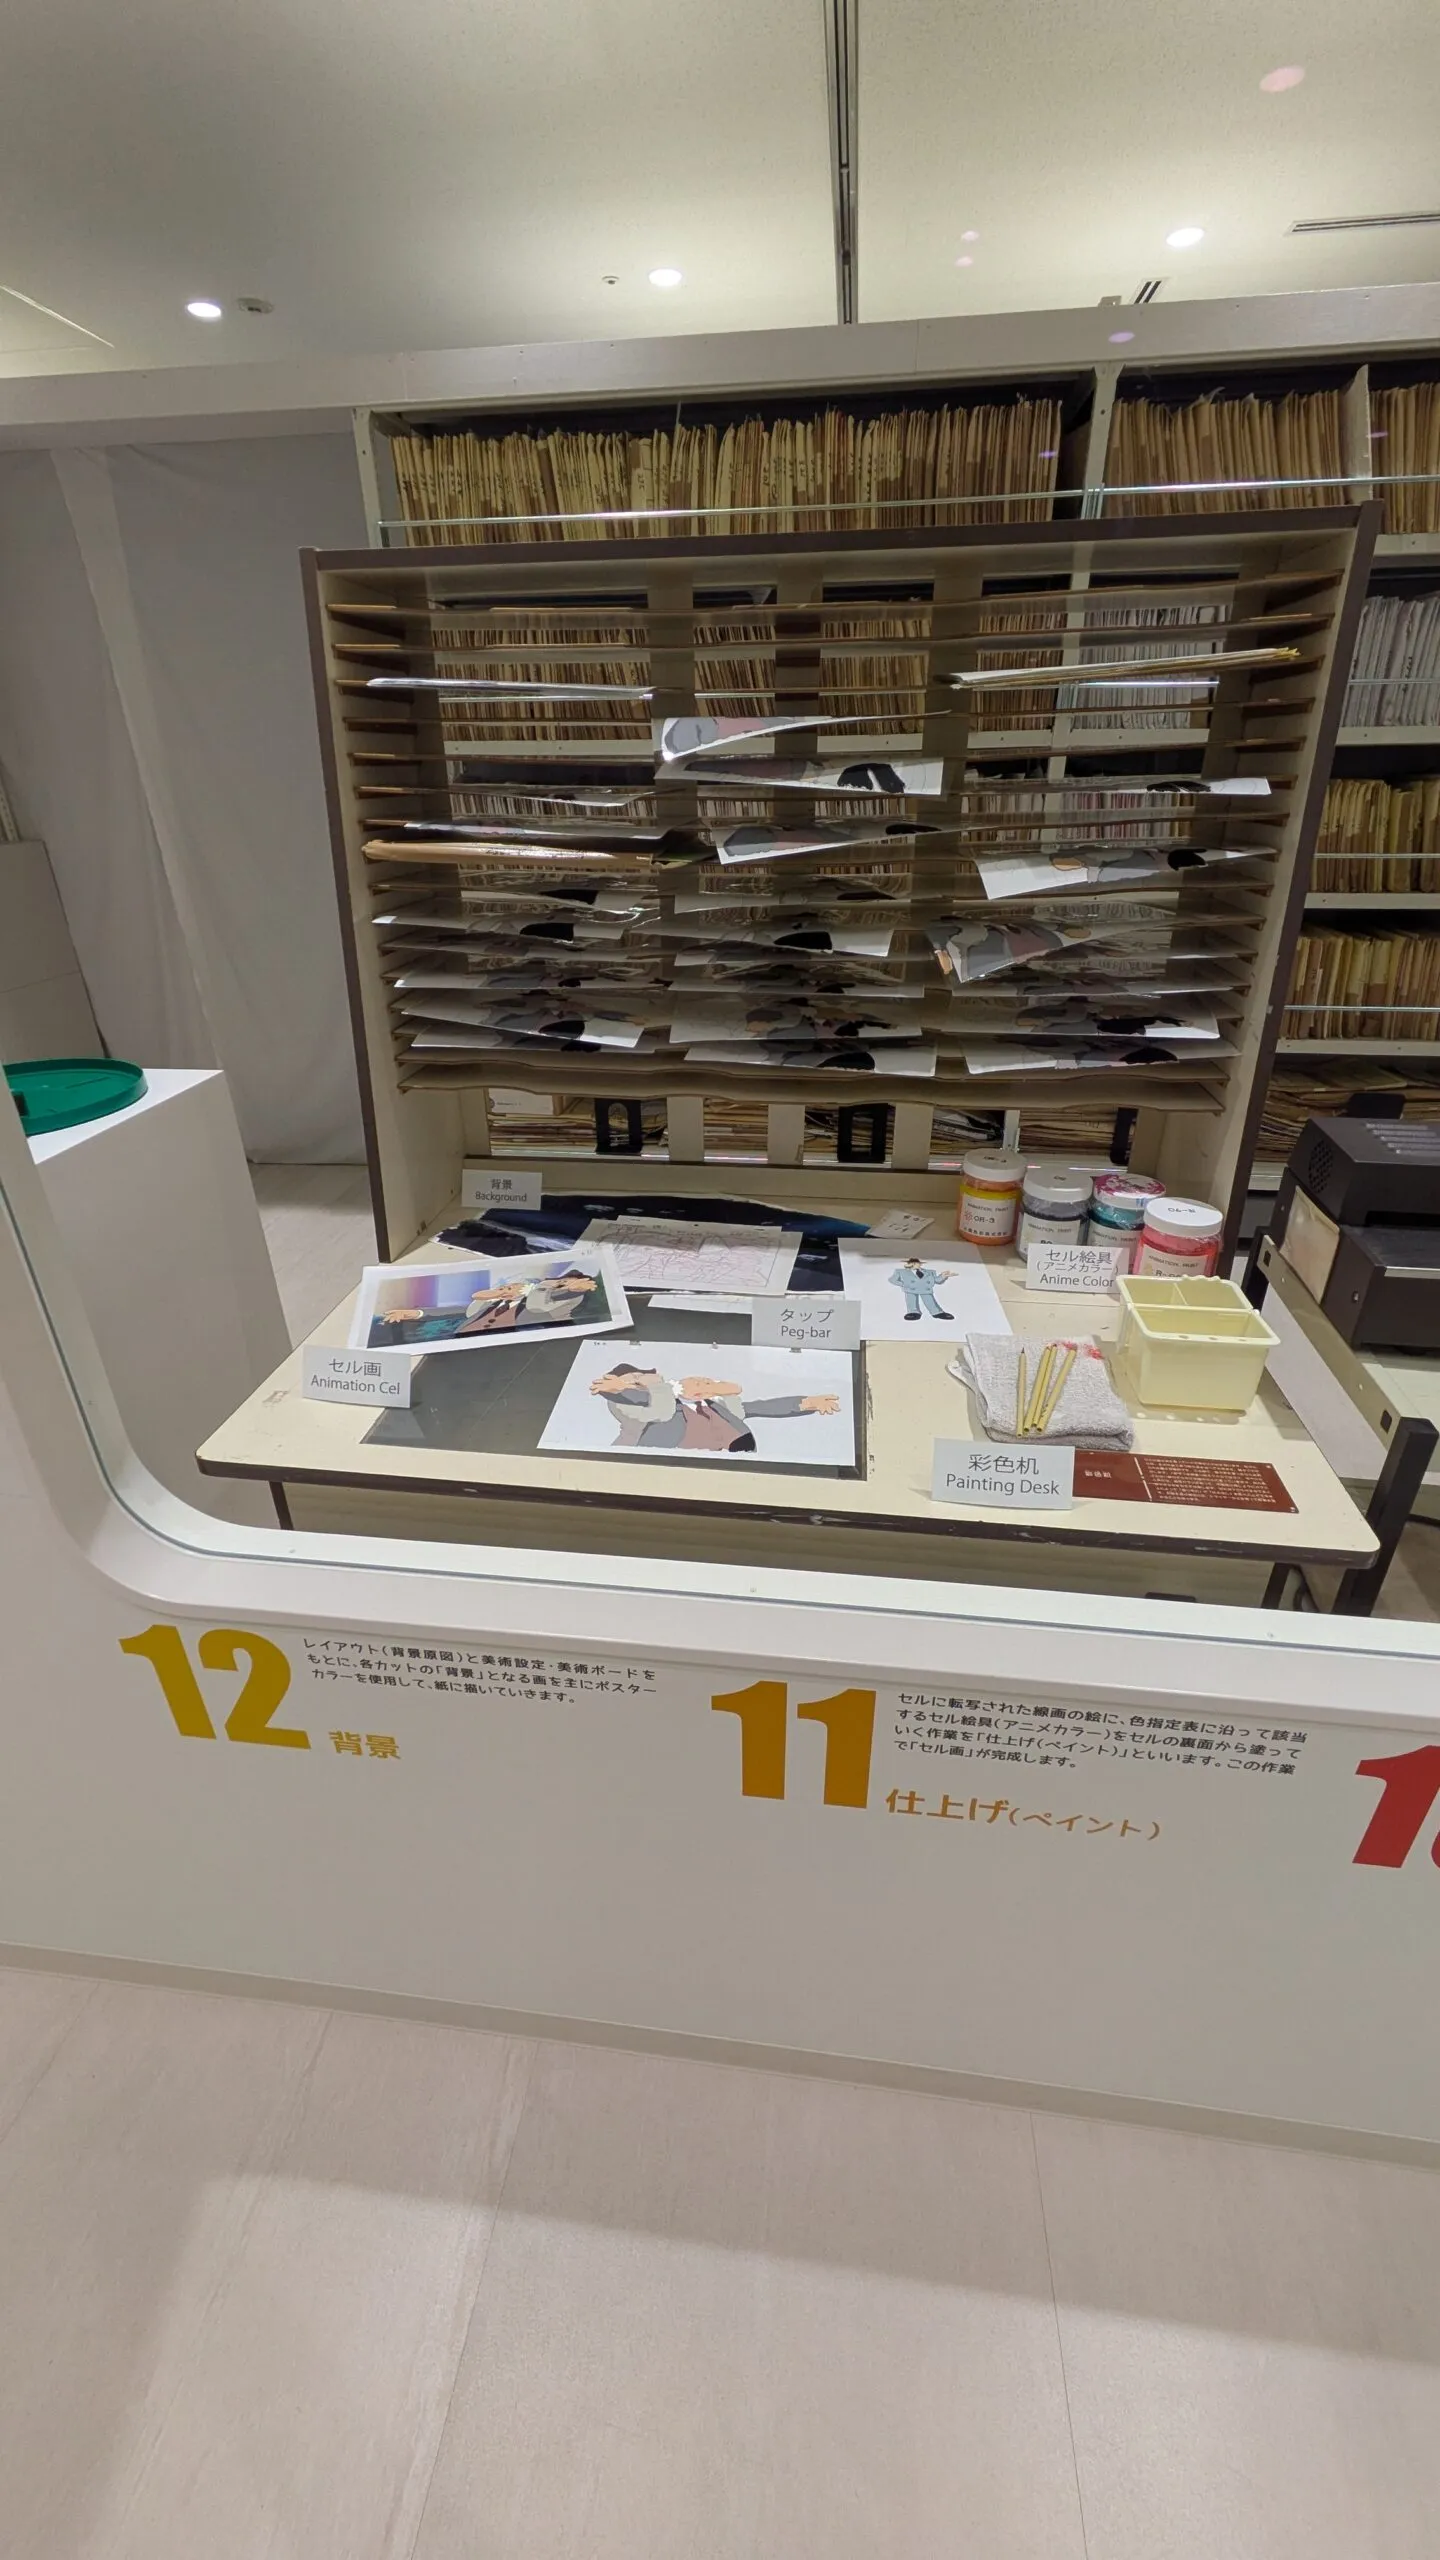 背景
Background
OR-3
ANIMATION PAINT
ANIMATION PAINT
セル絵具
(アニメカラー)
Anime Color
タップ
Peg-bar
セル画
Animation Cel
彩色机
Painting Desk
12
レイアウト(背景原図)と美術設定・美術ボードを
もとに、各カットの「背景」となる画を主にポスター
カラーを使用して、紙に描いていきます。
背景
11
セルに転写された線画の絵に、色指定表に沿って該当
するセル絵具(アニメカラー)をセルの裏面から塗って
いく作業を「仕上げ(ペイント)」といいます。この作業
で「セル画」が完成します。
仕上げ(ペイント)